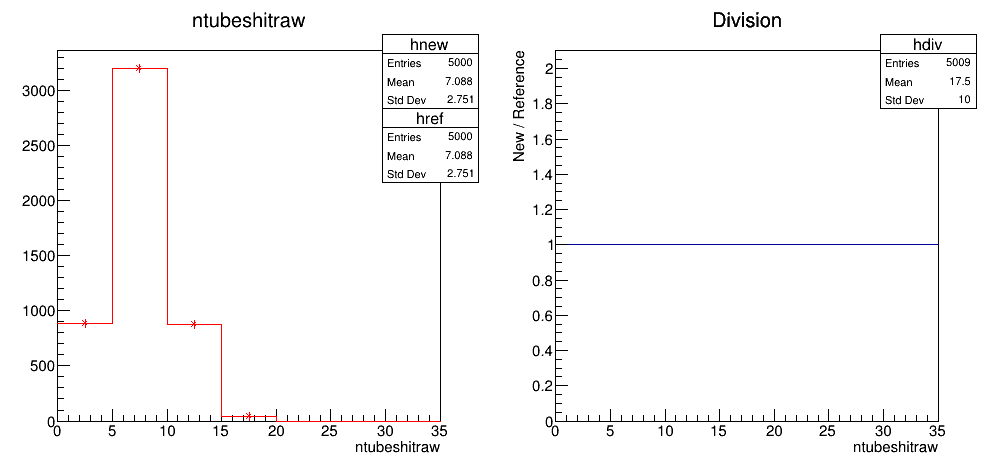 ntubeshitraw
hnew
Entries 5000
Mean 7.088
Std Dev 2.751
href
Entries 5000
Mean 7.088
Std Dev 2.751
3000
2500
2000
1500
1000
500
0
0 5 10 15 20 25 30 35
ntubeshitraw
Division
hdiv
Entries 5009
Mean 17.5
Std Dev 10
New / Reference
2
1.8
1.6
1.4
1.2
1
0.8
0.6
0.4
0.2
0
0 5 10 15 20 25 30 35
ntubeshitraw